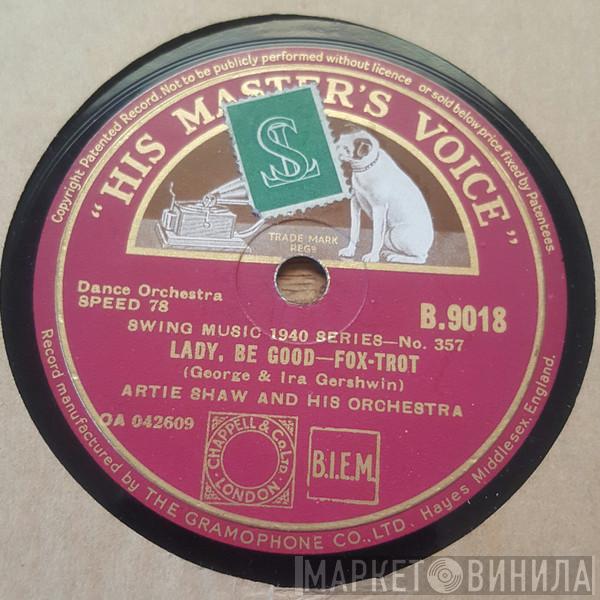 Copyright Patented Record. Not to be publicly performed without licence or sold below price fixed by Patentees.
"HIS MASTER'S VOICE"
SL
TRADE MARK
REGᴰ
Dance Orchestra
SPEED 78
B.9018
SWING MUSIC 1940 SERIES—No. 357
LADY, BE GOOD—FOX-TROT
(George & Ira Gershwin)
ARTIE SHAW AND HIS ORCHESTRA
OA 042609
CHAPPELL & Co. LTD
LONDON
B.I.E.M.
Record manufactured by THE GRAMOPHONE CO., LTD. Hayes Middlesex, England.
МАРКЕТ ВИНИЛА